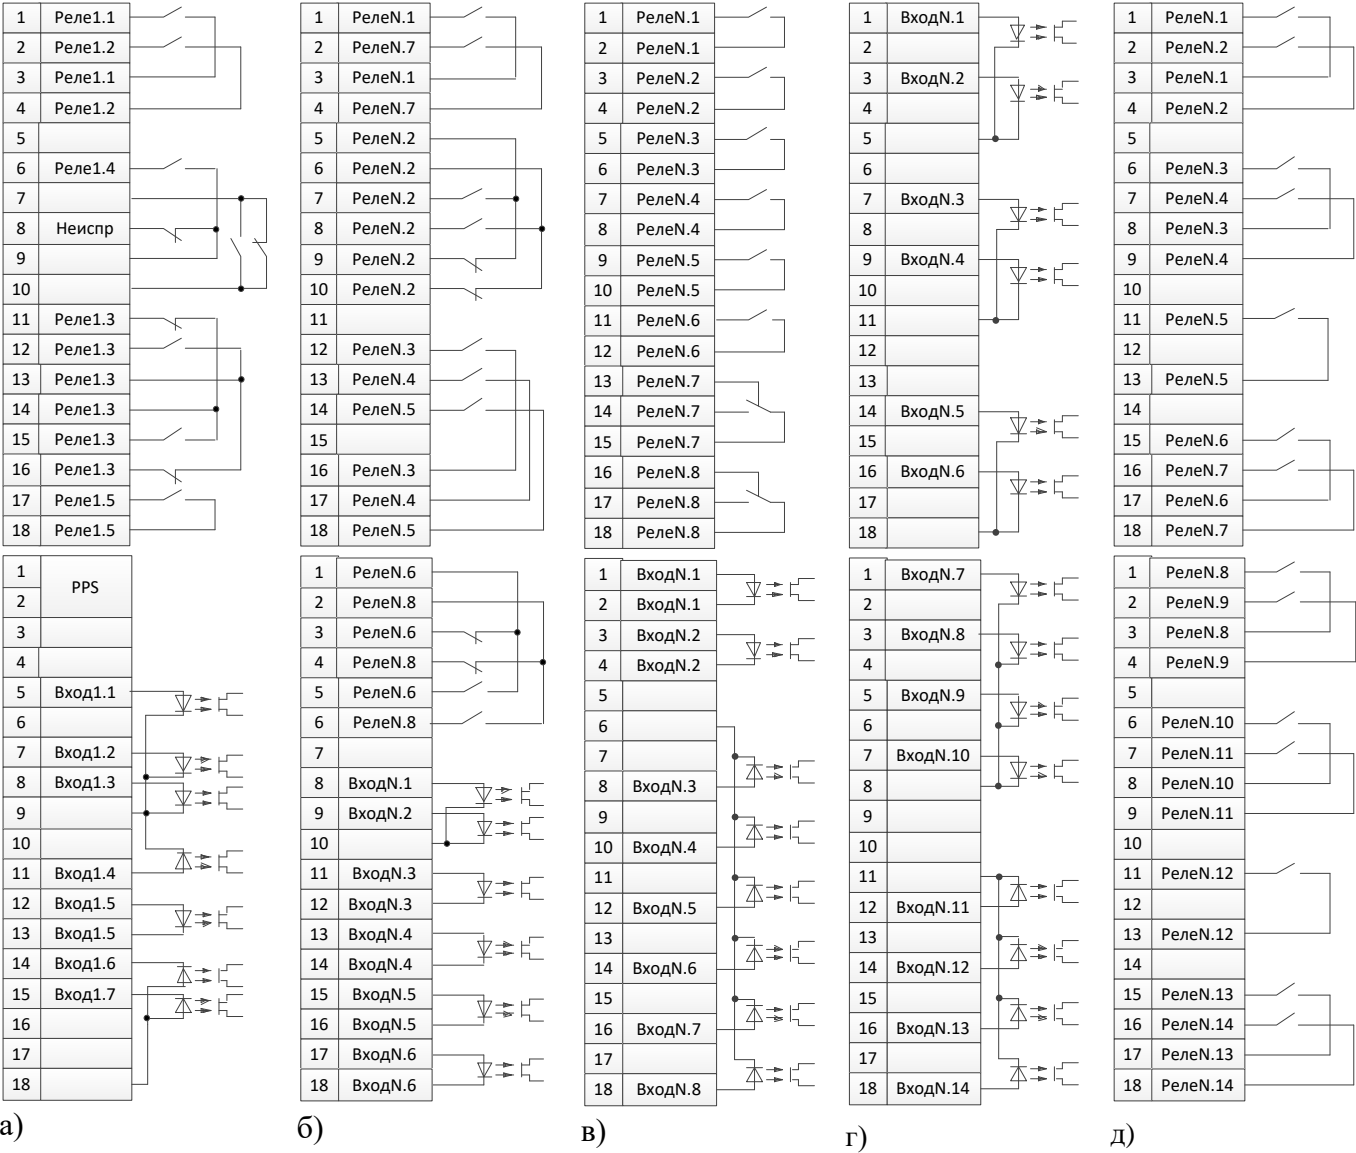 1 Реле1.1
2 Реле1.2
3 Реле1.1
4 Реле1.2
5
6 Реле1.4
7
8 Неиспр
9
10
11 Реле1.3
12 Реле1.3
13 Реле1.3
14 Реле1.3
15 Реле1.3
16 Реле1.3
17 Реле1.5
18 Реле1.5
1 PPS
2
3
4
5 Вход1.1
6
7 Вход1.2
8 Вход1.3
9
10
11 Вход1.4
12 Вход1.5
13 Вход1.5
14 Вход1.6
15 Вход1.7
16
17
18
а)
1 РелеN.1
2 РелеN.7
3 РелеN.1
4 РелеN.7
5 РелеN.2
6 РелеN.2
7 РелеN.2
8 РелеN.2
9 РелеN.2
10 РелеN.2
11
12 РелеN.3
13 РелеN.4
14 РелеN.5
15
16 РелеN.3
17 РелеN.4
18 РелеN.5
1 РелеN.6
2 РелеN.8
3 РелеN.6
4 РелеN.8
5 РелеN.6
6 РелеN.8
7
8 ВходN.1
9 ВходN.2
10
11 ВходN.3
12 ВходN.3
13 ВходN.4
14 ВходN.4
15 ВходN.5
16 ВходN.5
17 ВходN.6
18 ВходN.6
б)
1 РелеN.1
2 РелеN.1
3 РелеN.2
4 РелеN.2
5 РелеN.3
6 РелеN.3
7 РелеN.4
8 РелеN.4
9 РелеN.5
10 РелеN.5
11 РелеN.6
12 РелеN.6
13 РелеN.7
14 РелеN.7
15 РелеN.7
16 РелеN.8
17 РелеN.8
18 РелеN.8
1 ВходN.1
2 ВходN.1
3 ВходN.2
4 ВходN.2
5
6
7
8 ВходN.3
9
10 ВходN.4
11
12 ВходN.5
13
14 ВходN.6
15
16 ВходN.7
17
18 ВходN.8
в)
1 ВходN.1
2
3 ВходN.2
4
5
6
7 ВходN.3
8
9 ВходN.4
10
11
12
13
14 ВходN.5
15
16 ВходN.6
17
18
1 ВходN.7
2
3 ВходN.8
4
5 ВходN.9
6
7 ВходN.10
8
9
10
11
12 ВходN.11
13
14 ВходN.12
15
16 ВходN.13
17
18 ВходN.14
г)
1 РелеN.1
2 РелеN.2
3 РелеN.1
4 РелеN.2
5
6 РелеN.3
7 РелеN.4
8 РелеN.3
9 РелеN.4
10
11 РелеN.5
12
13 РелеN.5
14
15 РелеN.6
16 РелеN.7
17 РелеN.6
18 РелеN.7
1 РелеN.8
2 РелеN.9
3 РелеN.8
4 РелеN.9
5
6 РелеN.10
7 РелеN.11
8 РелеN.10
9 РелеN.11
10
11 РелеN.12
12
13 РелеN.12
14
15 РелеN.13
16 РелеN.14
17 РелеN.13
18 РелеN.14
д)